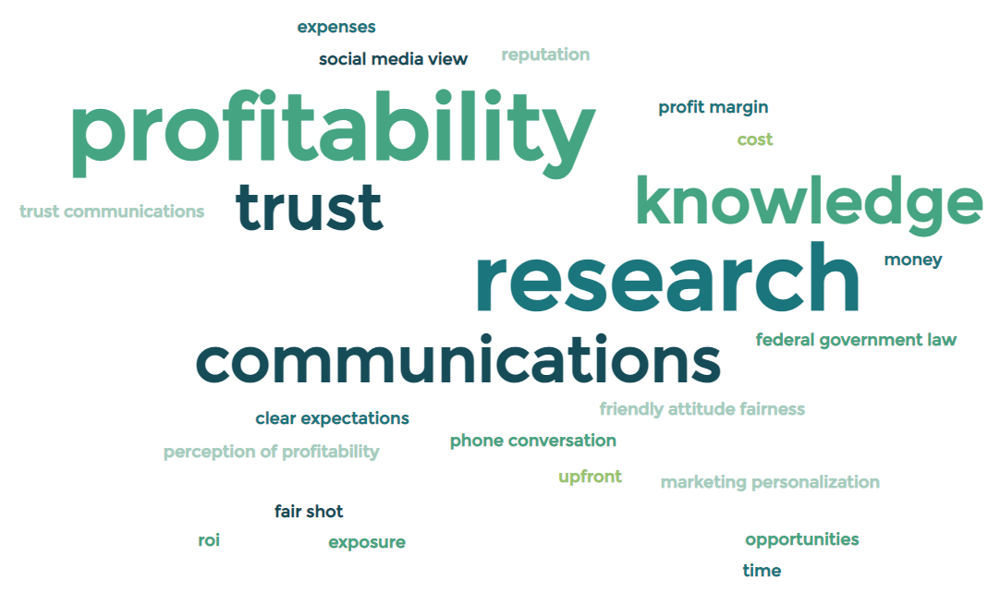 expenses
social media view
reputation
profitability
profit margin
cost
trust
knowledge
trust communications
research
money
federal government law
communications
friendly attitude fairness
clear expectations
phone conversation
perception of profitability
upfront
marketing personalization
fair shot
roi
exposure
opportunities
time